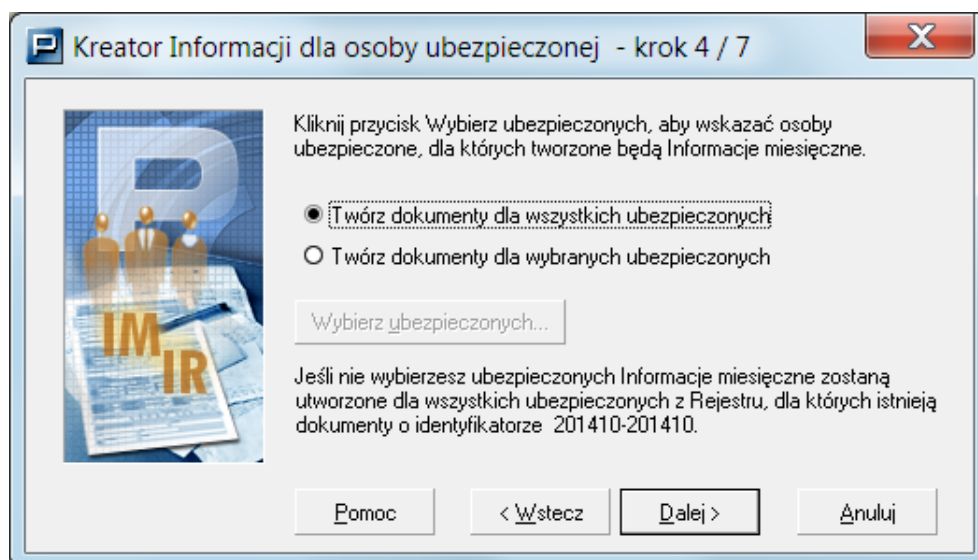 Kreator Informacji dla osoby ubezpieczonej - krok 4 / 7
Kliknij przycisk Wybierz ubezpieczonych, aby wskazać osoby
ubezpieczone, dla których tworzone będą Informacje miesięczne.
Twórz dokumenty dla wszystkich ubezpieczonych
Twórz dokumenty dla wybranych ubezpieczonych
Wybierz ubezpieczonych...
Jeśli nie wybierzesz ubezpieczonych Informacje miesięczne zostaną
utworzone dla wszystkich ubezpieczonych z Rejestru, dla których istnieją
dokumenty o identyfikatorze 201410-201410.
P
IM
IR
Pomoc
< Wstecz
Dalej >
Anuluj